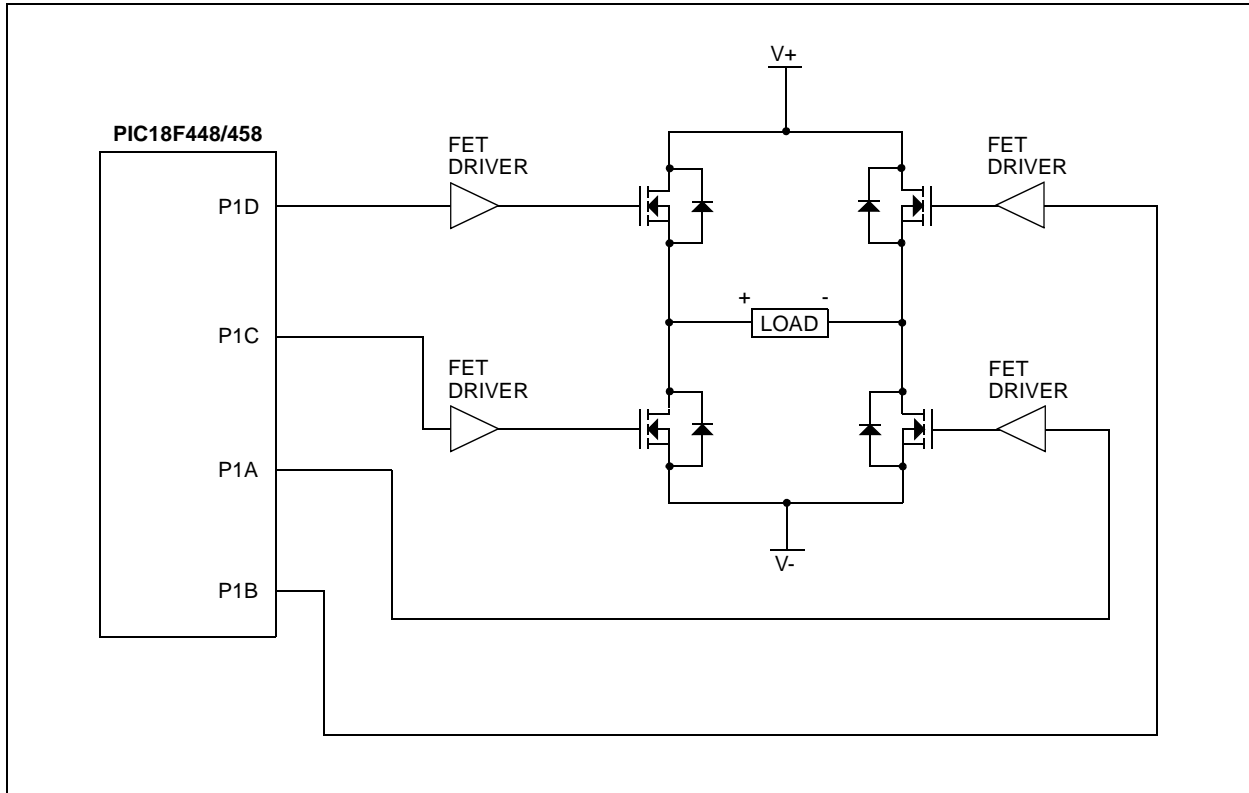 V+
PIC18F448/458
FET
DRIVER
FET
DRIVER
P1D
+
-
LOAD
P1C
FET
DRIVER
FET
DRIVER
P1A
V-
P1B